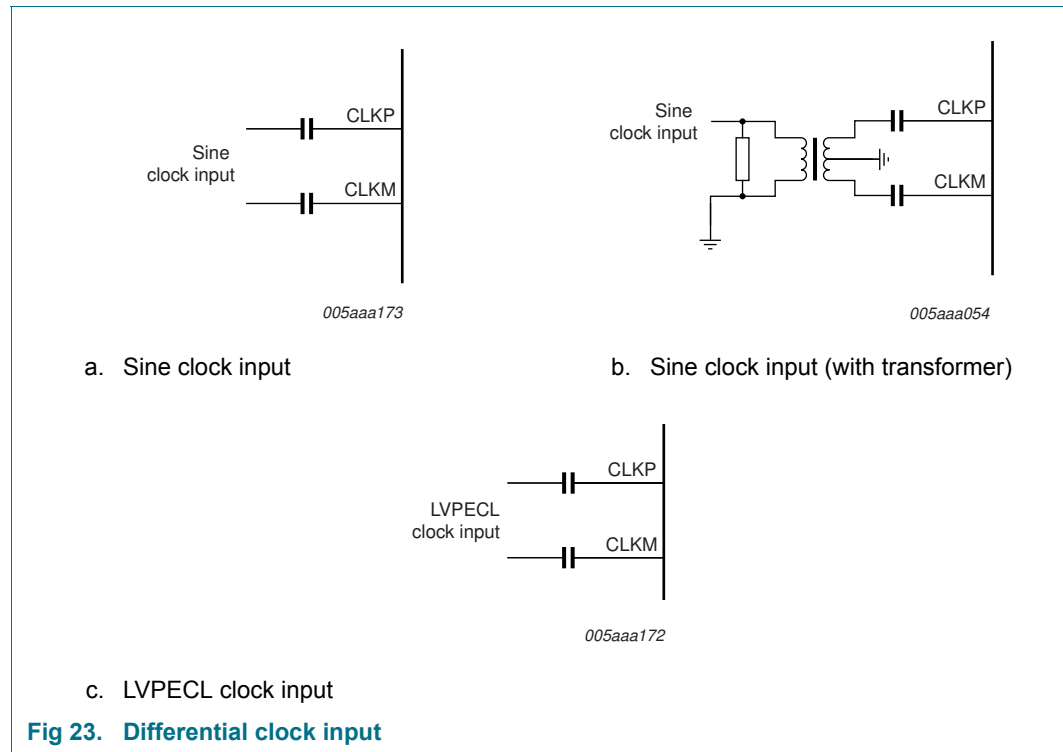 CLKP
Sine
clock input
CLKM
005aaa173
a. Sine clock input
Sine
clock input
CLKP
CLKM
005aaa054
b. Sine clock input (with transformer)
CLKP
LVPECL
clock input
CLKM
005aaa172
c. LVPECL clock input
Fig 23. Differential clock input